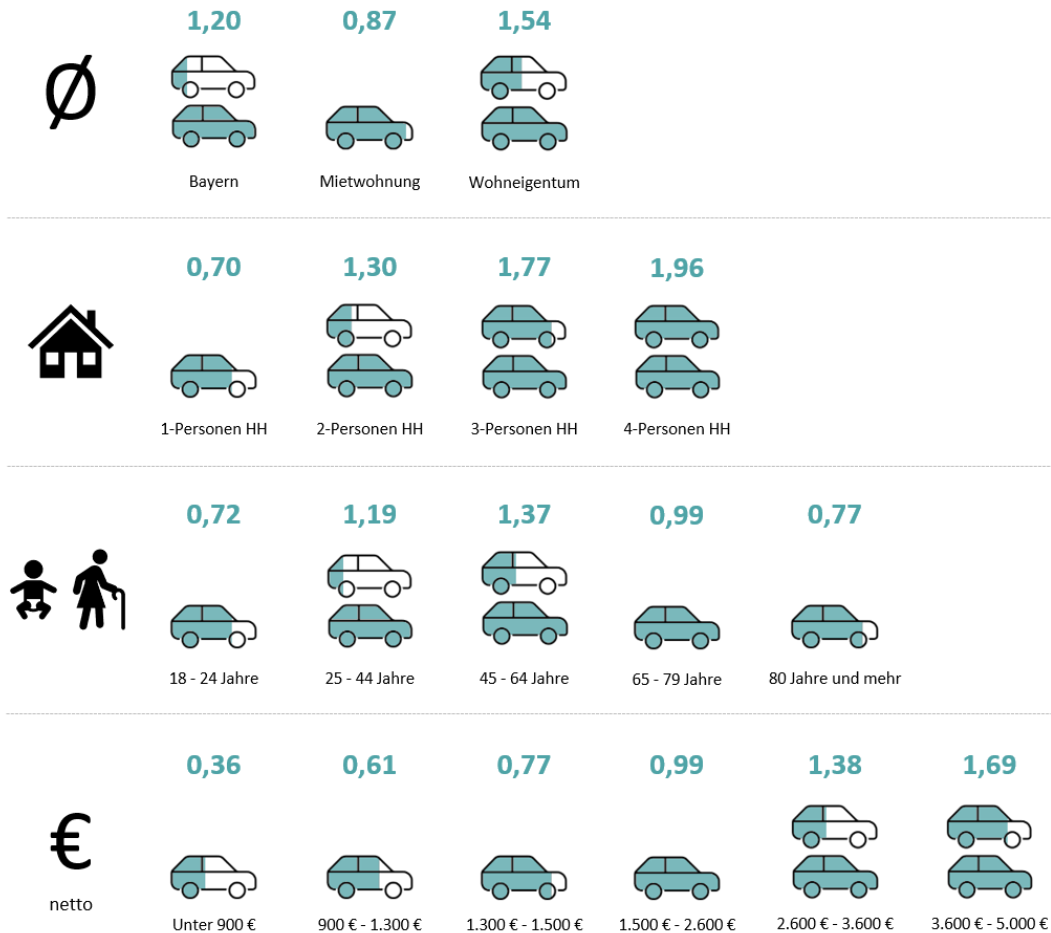 1,20 0,87 1,54
Ø
Bayern Mietwohnung Wohneigentum
0,70 1,30 1,77 1,96
1-Personen HH 2-Personen HH 3-Personen HH 4-Personen HH
0,72 1,19 1,37 0,99 0,77
18 - 24 Jahre 25 - 44 Jahre 45 - 64 Jahre 65 - 79 Jahre 80 Jahre und mehr
0,36 0,61 0,77 0,99 1,38 1,69
€
netto
Unter 900 € 900 € - 1.300 € 1.300 € - 1.500 € 1.500 € - 2.600 € 2.600 € - 3.600 € 3.600 € - 5.000 €